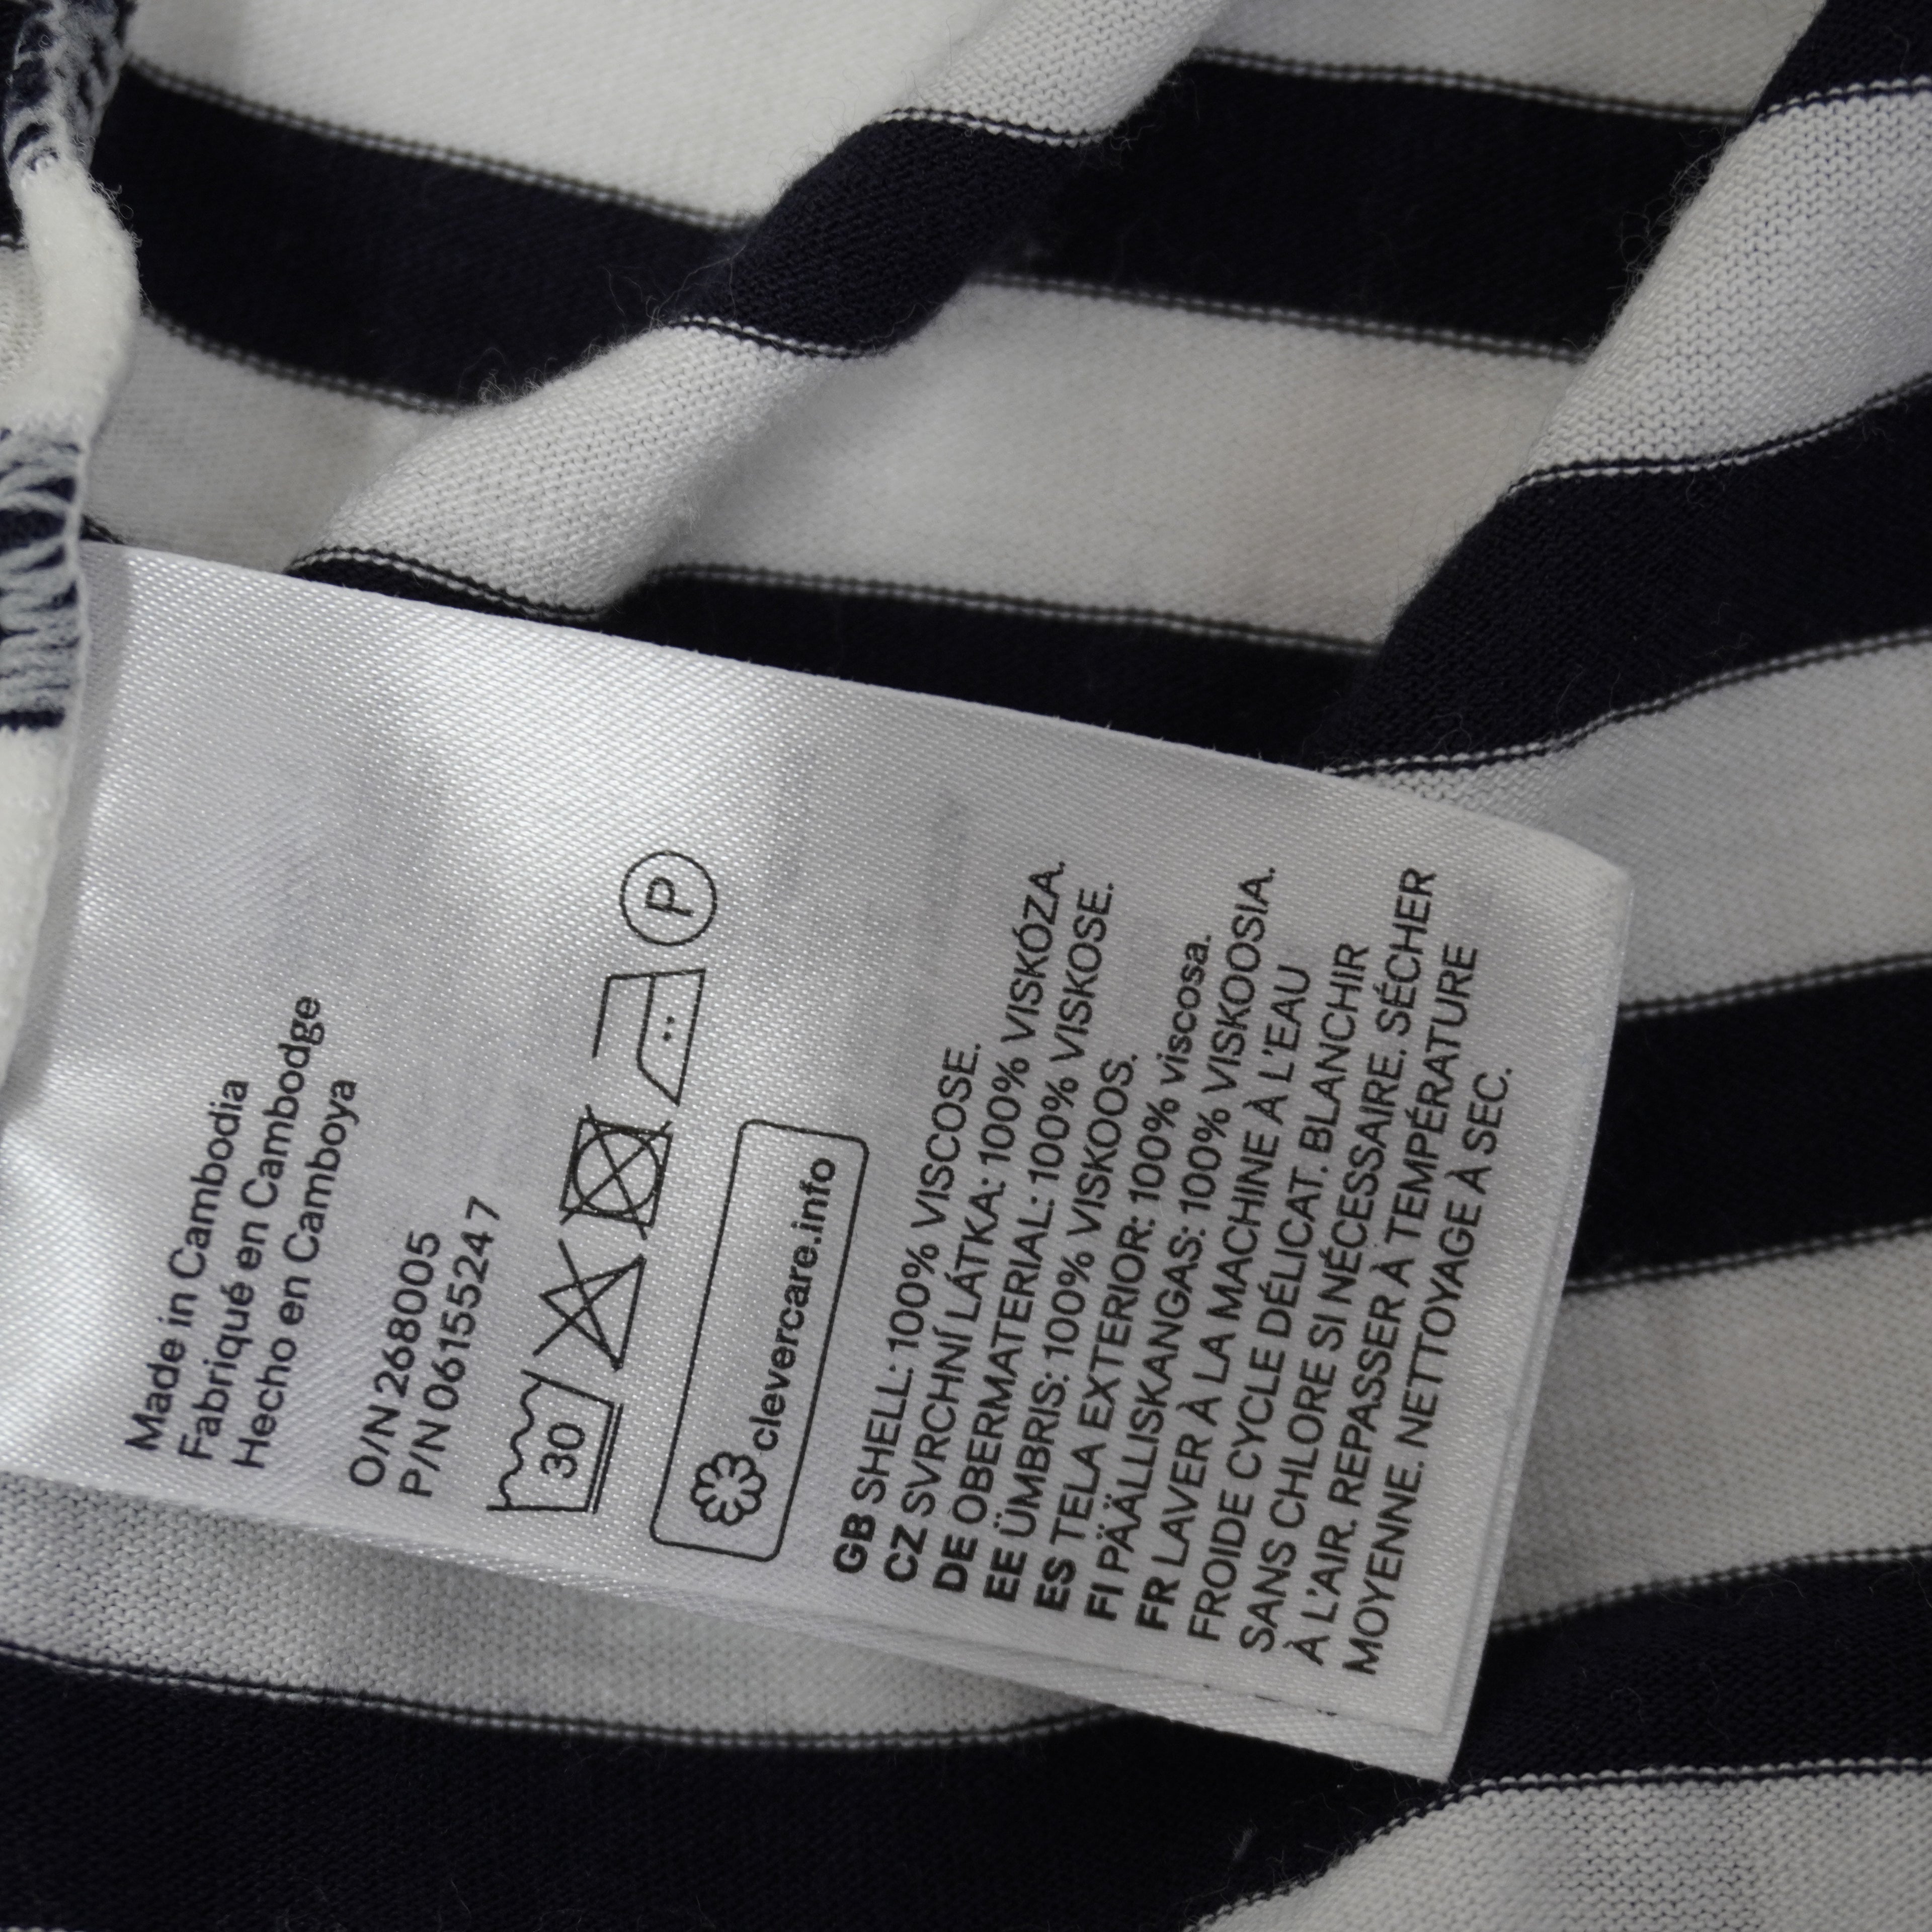 Made in Cambodia
Fabriqué en Cambodge
Hecho en Camboya
O/N 268005
P/N 06155247
30
P
clevercare.info
GB SHELL: 100% VISCOSE.
CZ SVRCHNÍ LÁTKA: 100% VISKÓZA.
DE OBERMATERIAL: 100% VISKOSE.
EE ÜMBRIS: 100% VISKOOS.
ES TELA EXTERIOR: 100% viscosa.
FI PÄÄLLISKANGAS: 100% VISKOOSIA.
FR LAVER À LA MACHINE À L'EAU
FROIDE CYCLE DÉLICAT. BLANCHIR
SANS CHLORE SI NÉCESSAIRE. SÉCHER
À L'AIR. REPASSER À TEMPÉRATURE
MOYENNE. NETTOYAGE À SEC.